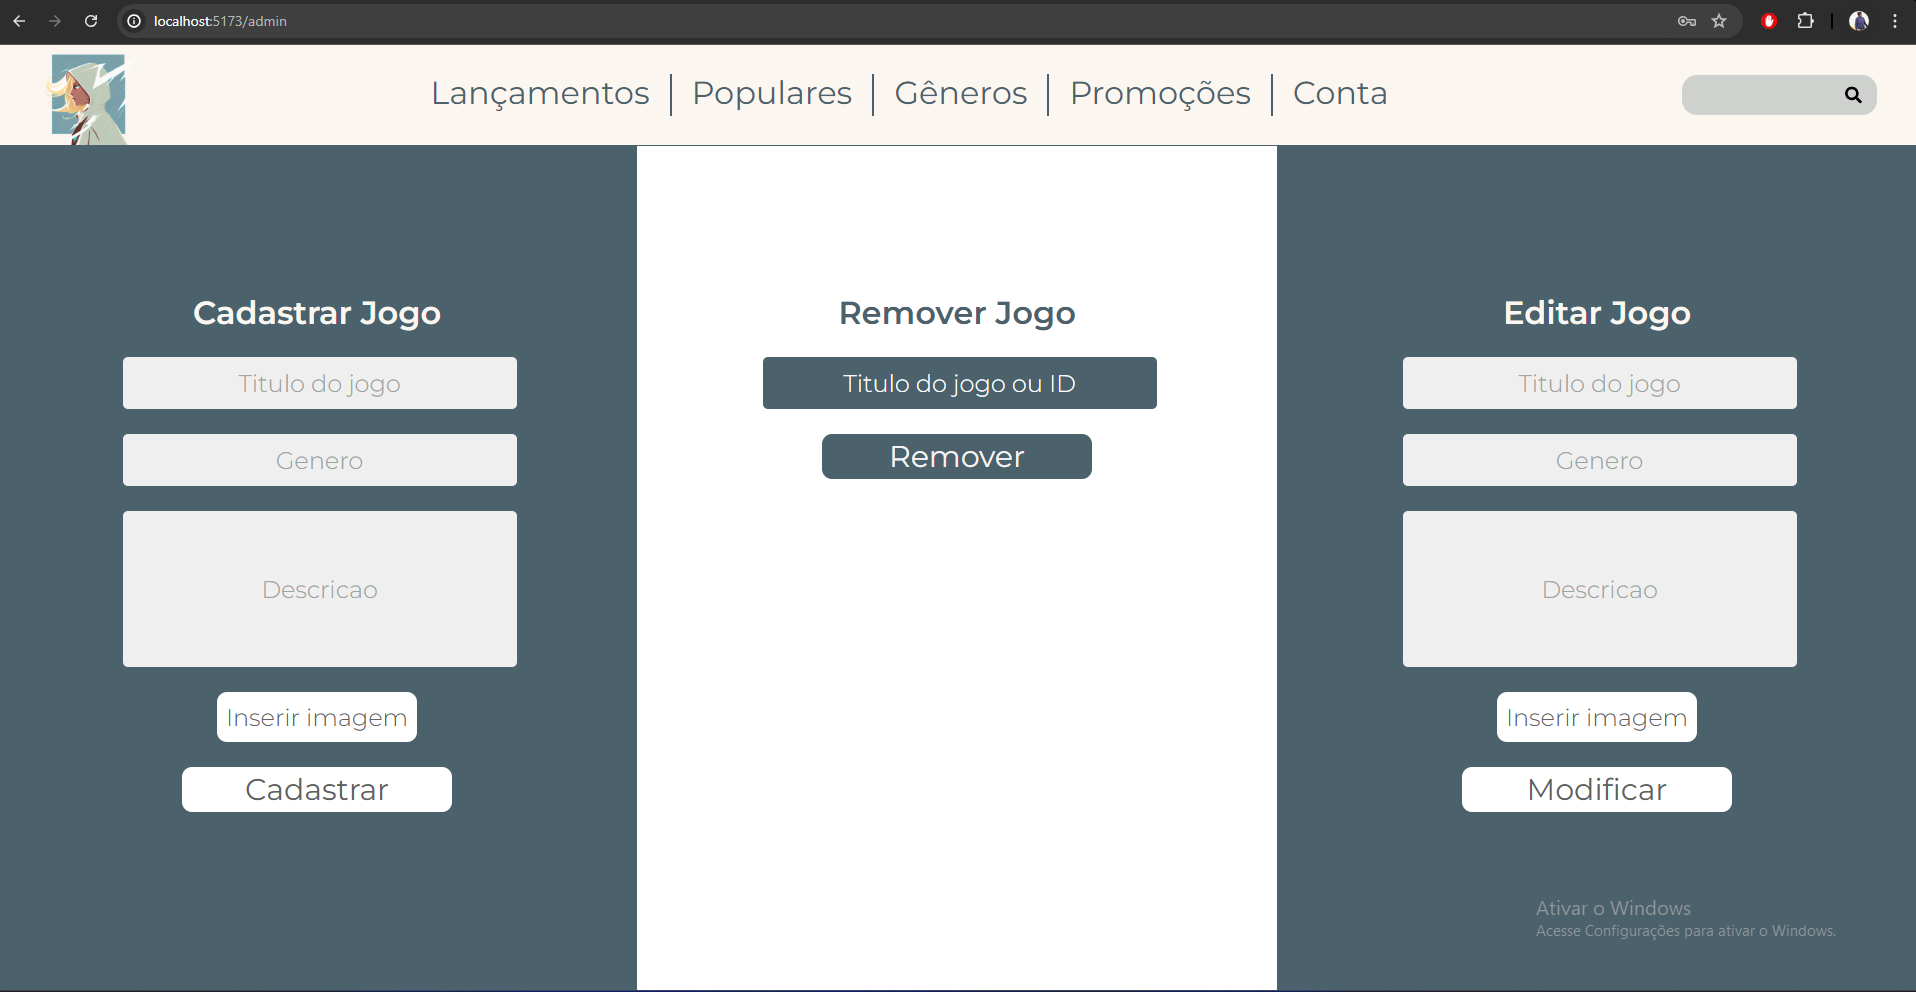 localhost:5173/admin
Lançamentos Populares Gêneros Promoções Conta
Cadastrar Jogo
Titulo do jogo
Genero
Descricao
Inserir imagem
Cadastrar
Remover Jogo
Titulo do jogo ou ID
Remover
Editar Jogo
Titulo do jogo
Genero
Descricao
Inserir imagem
Modificar
Ativar o Windows
Acesse Configurações para ativar o Windows.